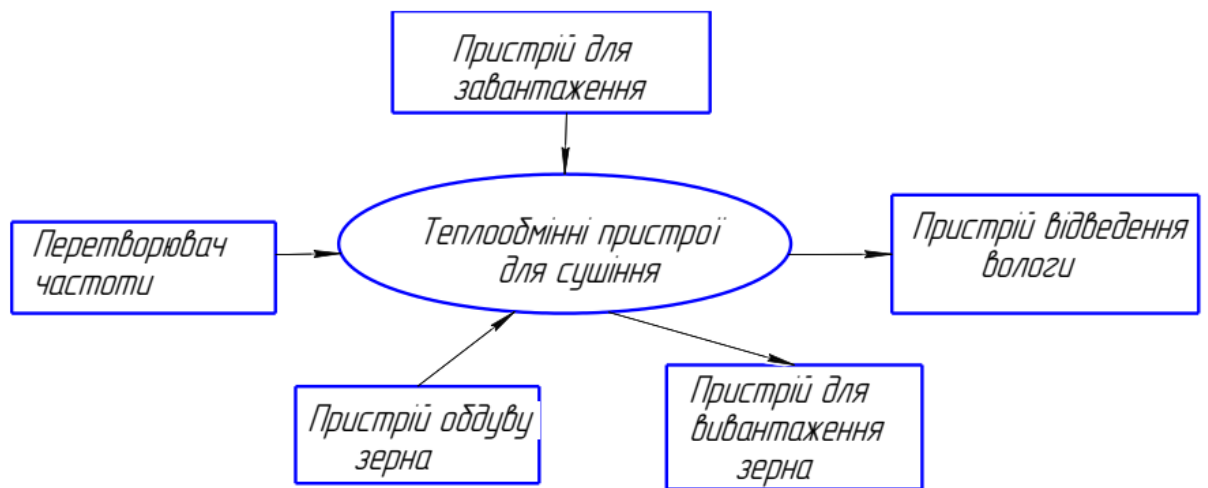 Пристрій для
завантаження
Теплообмінні пристрої
для сушіння
Перетворювач
частоти
Пристрій відведення
вологи
Пристрій обдуву
зерна
Пристрій для
вивантаження
зерна